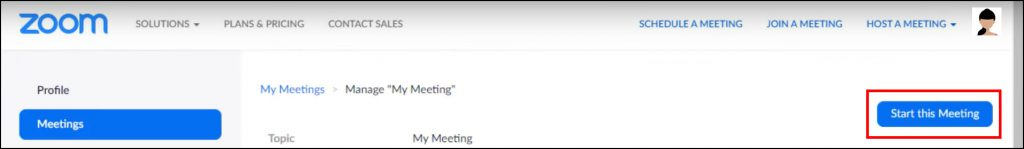 zoom SOLUTIONS PLANS & PRICING CONTACT SALES SCHEDULE A MEETING JOIN A MEETING HOST A MEETING
Profile
My Meetings > Manage "My Meeting"
Start this Meeting
Meetings
Topic My Meeting